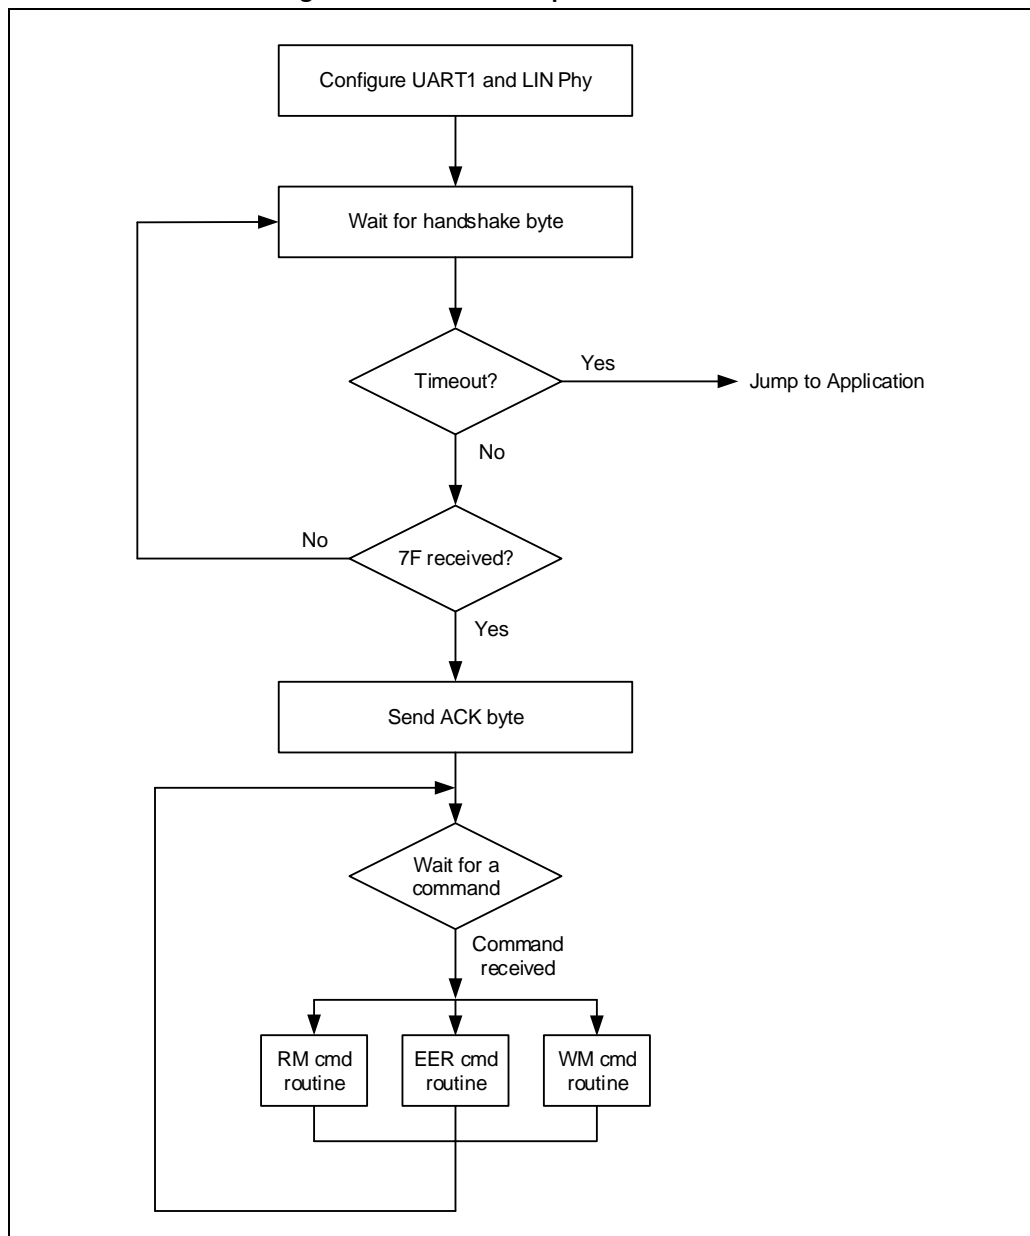 Configure UART1 and LIN Phy
Wait for handshake byte
Timeout?
Yes
Jump to Application
No
No
7F received?
Yes
Send ACK byte
Wait for a
command
Command
received
RM cmd
routine
EER cmd
routine
WM cmd
routine